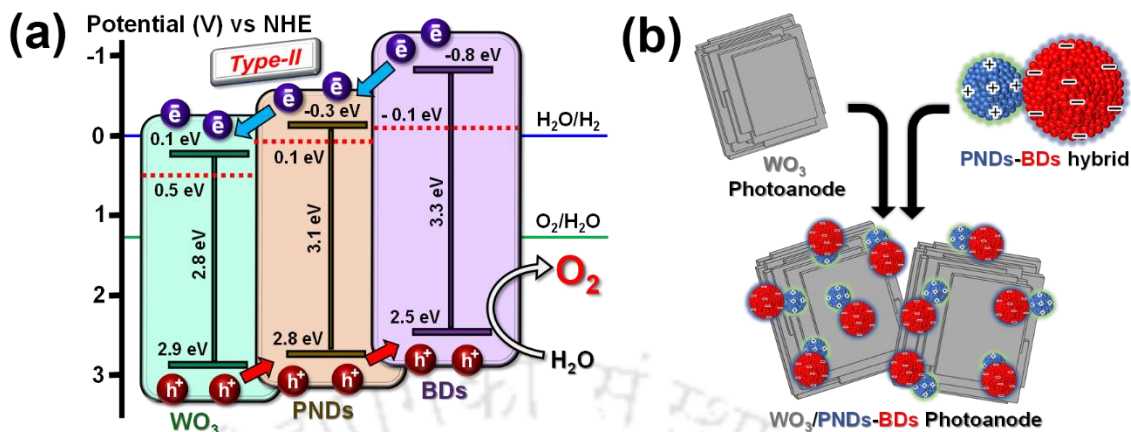 (a)
Potential (V) vs NHE
-1
0
1
2
3
Type-II
ē ē
ē ē
ē ē
0.1 eV
0.5 eV
2.8 eV
2.9 eV
h+ h+
WO3
-0.3 eV
0.1 eV
3.1 eV
2.8 eV
h+ h+
PNDs
-0.8 eV
- 0.1 eV
3.3 eV
2.5 eV
h+ h+
BDs
H2O/H2
O2/H2O
O2
H2O
(b)
WO3
Photoanode
PNDs-BDs hybrid
WO3/PNDs-BDs Photoanode